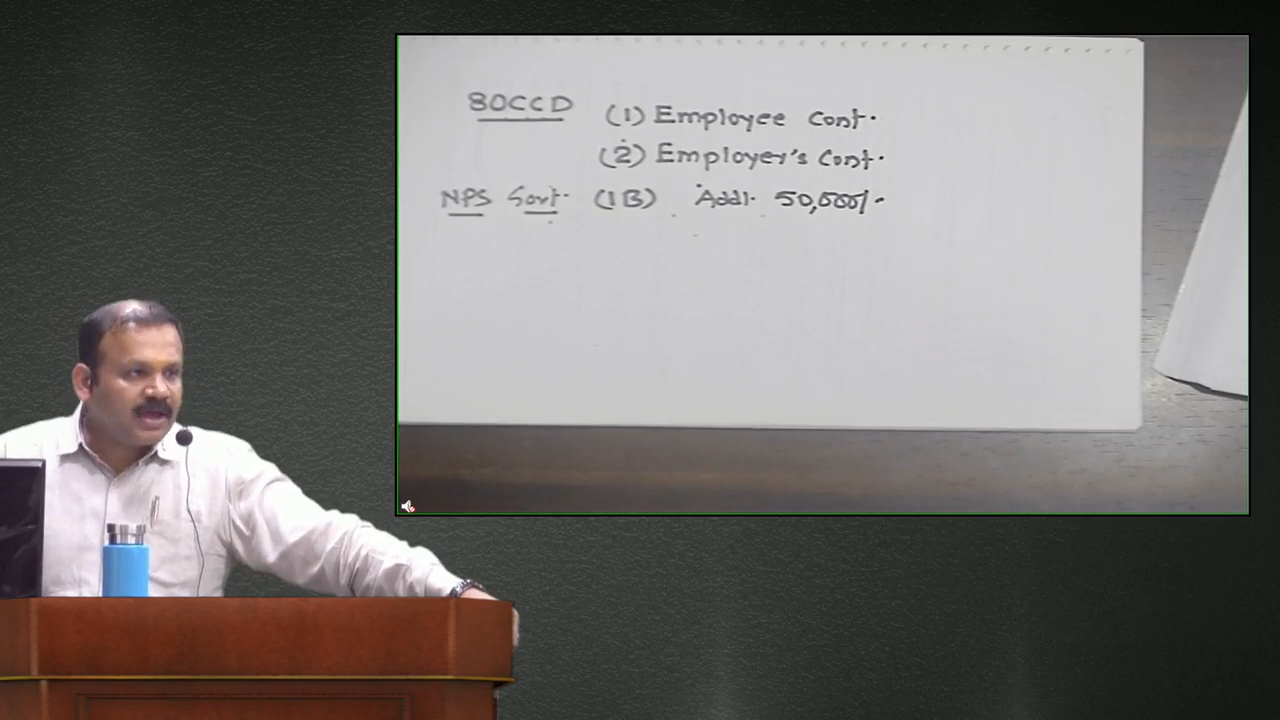 80CCD (1) Employee Cont.
(2) Employer's Cont.
NPS Govt. (1B) Addl. 50,000/-